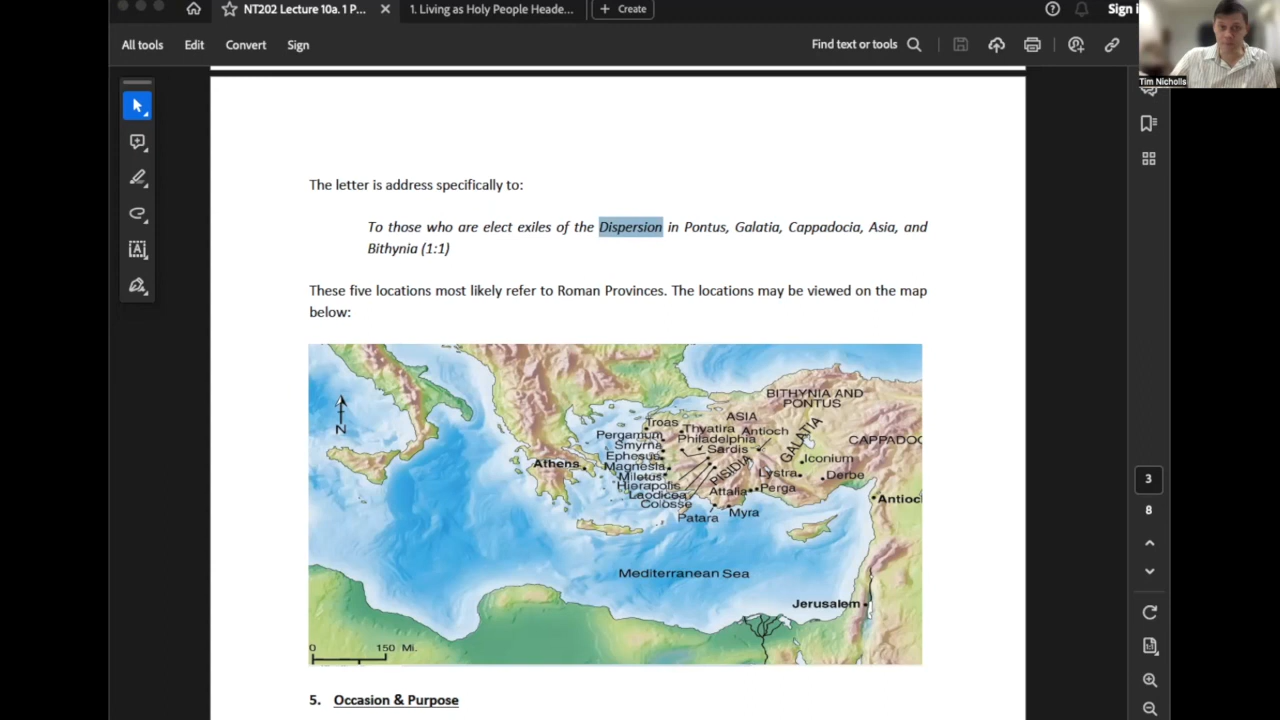 NT202 Lecture 10a. 1 P...
1. Living as Holy People Heade...
Create
Sign i
All tools
Edit
Convert
Sign
Find text or tools
Tim Nicholls
The letter is address specifically to:
To those who are elect exiles of the Dispersion in Pontus, Galatia, Cappadocia, Asia, and
Bithynia (1:1)
These five locations most likely refer to Roman Provinces. The locations may be viewed on the map
below:
BITHYNIA AND
PONTUS
ASIA
Troas
Thyatira
Antioch
Pergamum
Philadelphia
GALATIA
CAPPADOC
Smyrna
Sardis
Ephesus
Iconium
Athens
Magnesia
PISIDIA
Lystra
Derbe
Miletus
Hierapolis
Attalia
Perga
Laodicea
Antioc
Colosse
Patara
Myra
N
Mediterranean Sea
Jerusalem
0
150 Mi.
5. Occasion & Purpose
3
8